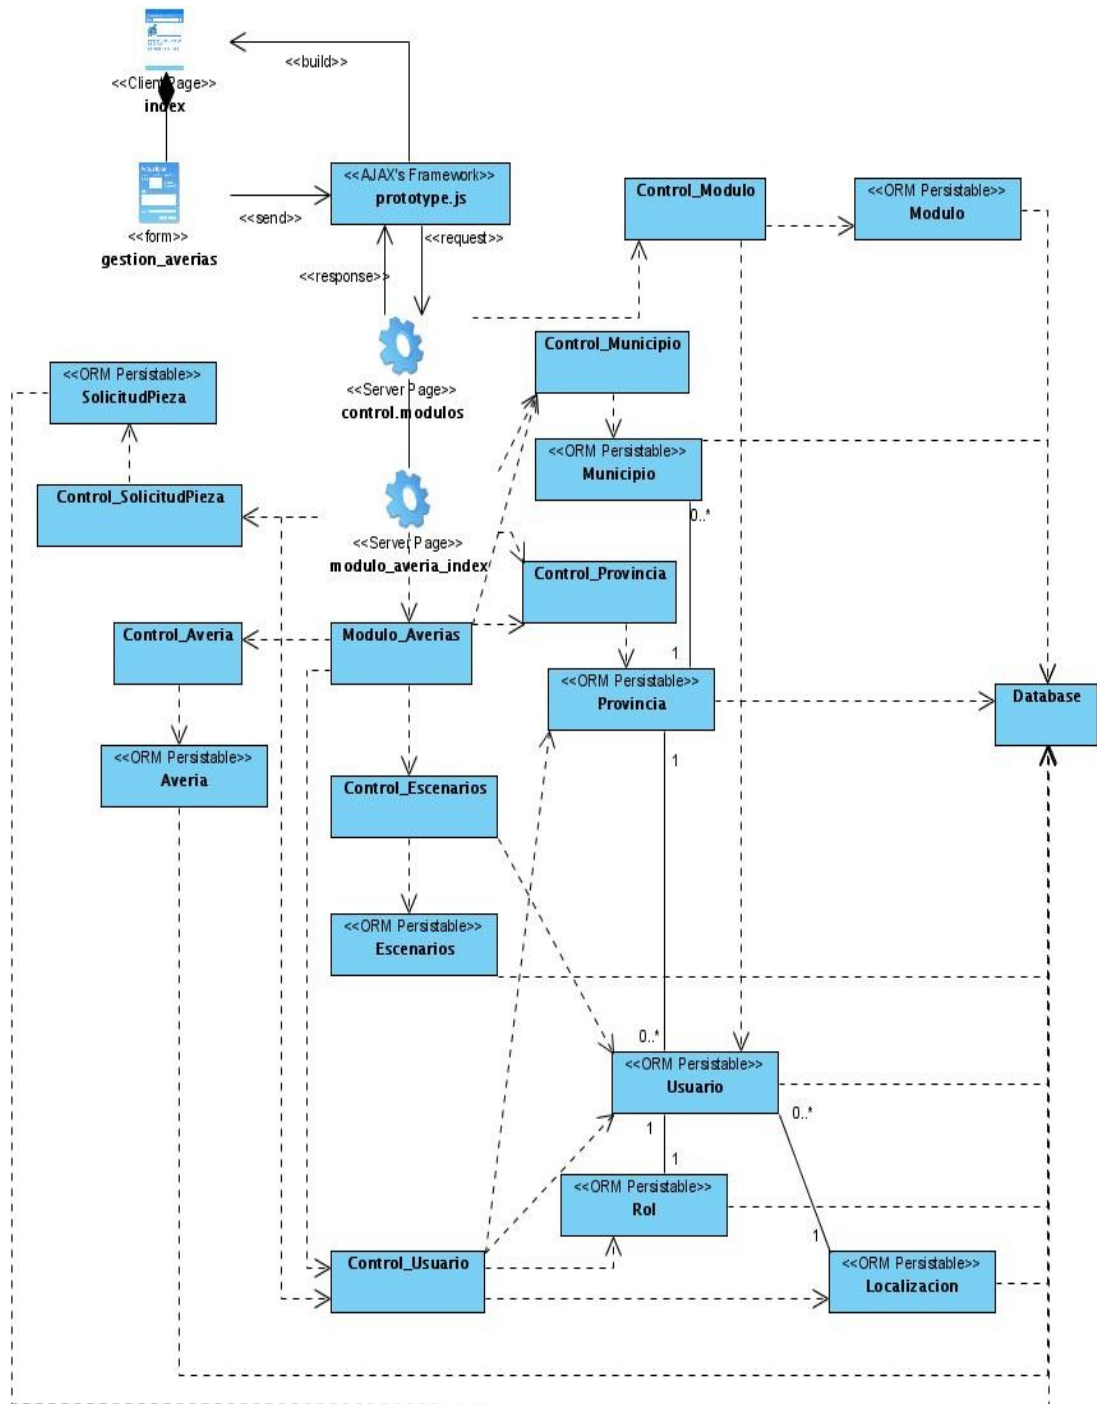 <<build>>
<<Client Page>>
index
<<AJAX's Framework>>
prototype.js
<<send>>
<<form>>
gestion_averias
<<request>>
<<response>>
Control_Modulo
<<ORM Persistable>>
Modulo
<<Server Page>>
control.modulos
Control_Municipio
<<ORM Persistable>>
SolicitudPieza
<<ORM Persistable>>
Municipio
0..*
Control_SolicitudPieza
<<Server Page>>
modulo_averia_index
Control_Provincia
Control_Averia
Modulo_Averias
1
<<ORM Persistable>>
Provincia
Database
1
<<ORM Persistable>>
Averia
Control_Escenarios
<<ORM Persistable>>
Escenarios
0..*
<<ORM Persistable>>
Usuario
0..*
1
1
<<ORM Persistable>>
Rol
1
Control_Usuario
<<ORM Persistable>>
Localizacion